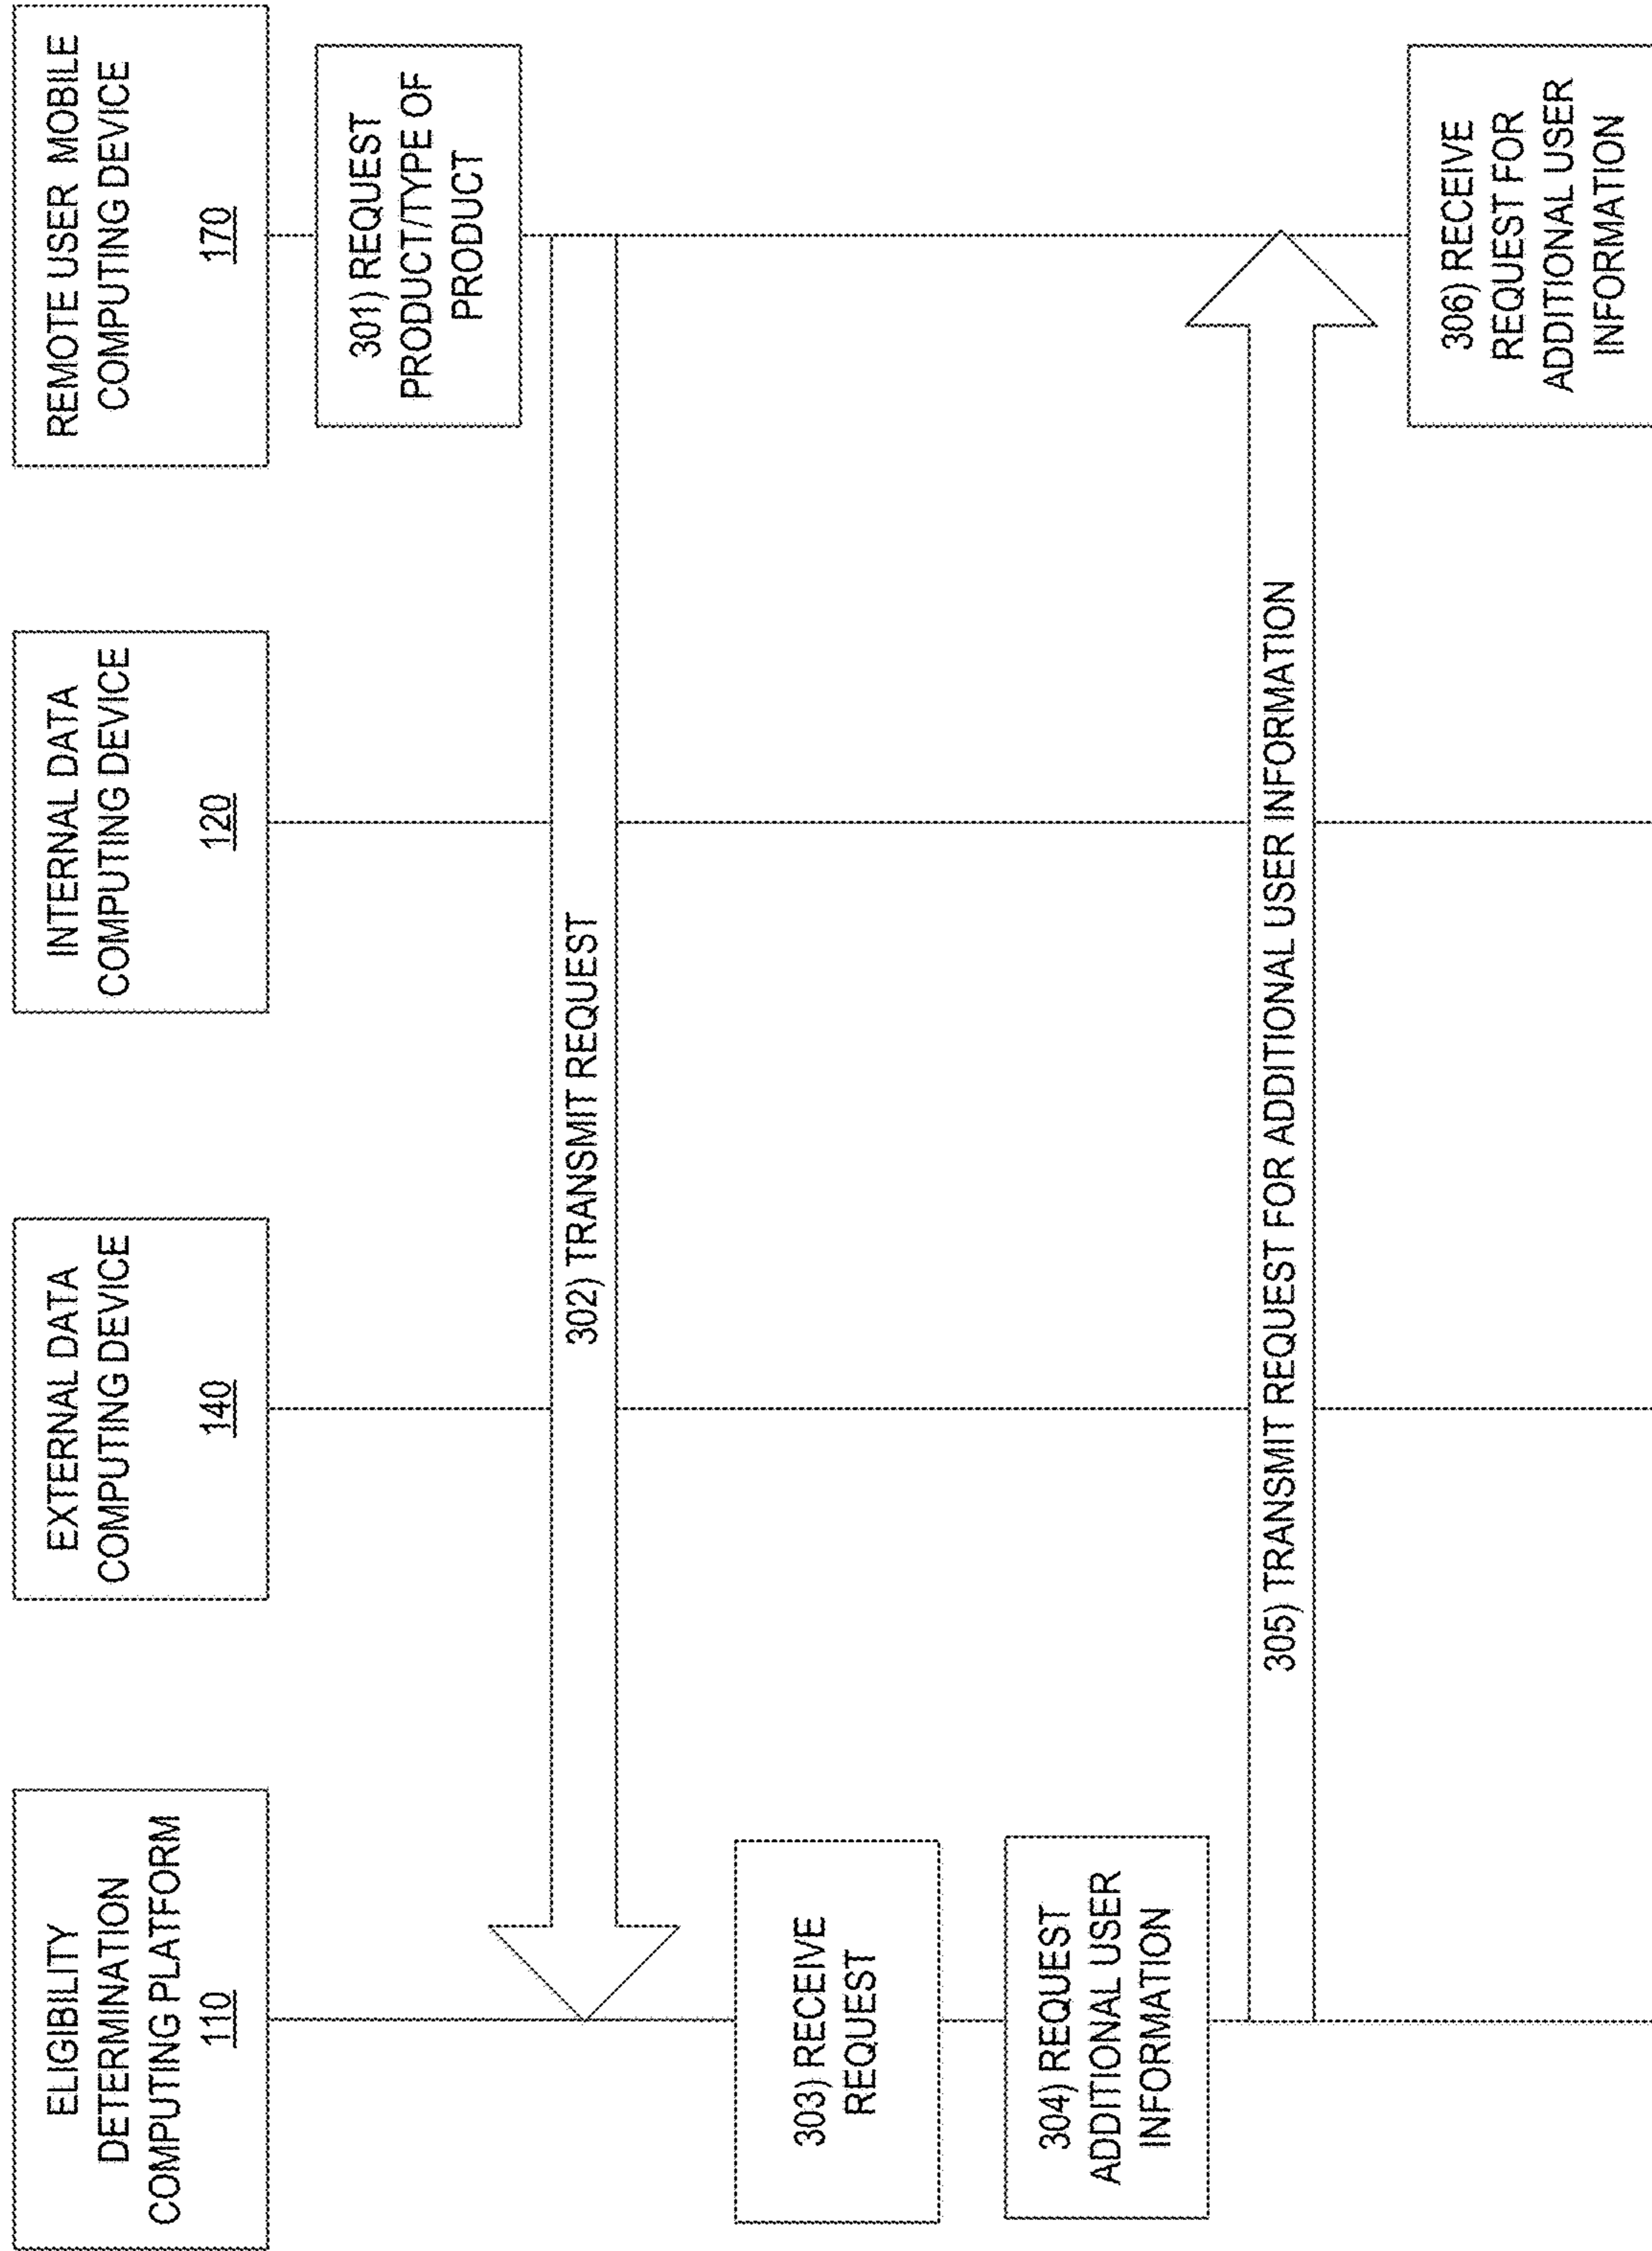 ELIGIBILITY
DETERMINATION
COMPUTING PLATFORM
110
EXTERNAL DATA
COMPUTING DEVICE
140
INTERNAL DATA
COMPUTING DEVICE
120
REMOTE USER MOBILE
COMPUTING DEVICE
170
301) REQUEST
PRODUCT/TYPE OF
PRODUCT
302) TRANSMIT REQUEST
303) RECEIVE
REQUEST
304) REQUEST
ADDITIONAL USER
INFORMATION
305) TRANSMIT REQUEST FOR ADDITIONAL USER INFORMATION
306) RECEIVE
REQUEST FOR
ADDITIONAL USER
INFORMATION